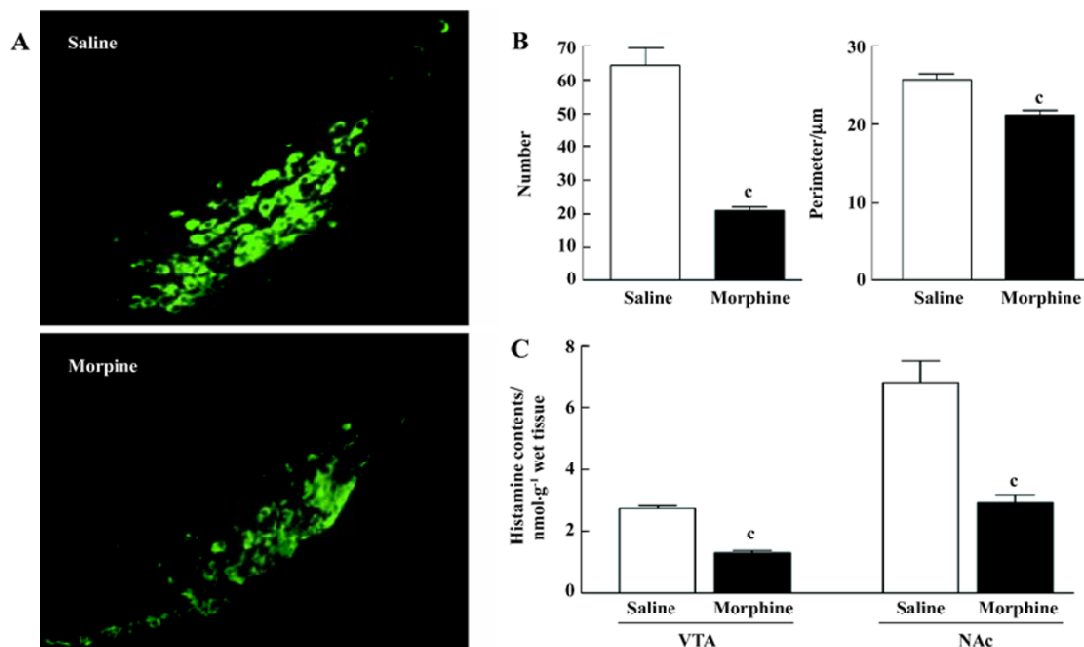 A
Saline
Morpine
B
Number
70
60
50
40
30
20
10
0
c
Saline Morphine
Perimeter/μm
30
20
10
0
c
Saline Morphine
C
Histamine contents/
nmol·g⁻¹ wet tissue
8
6
4
2
0
c
c
Saline Morphine Saline Morphine
VTA NAc